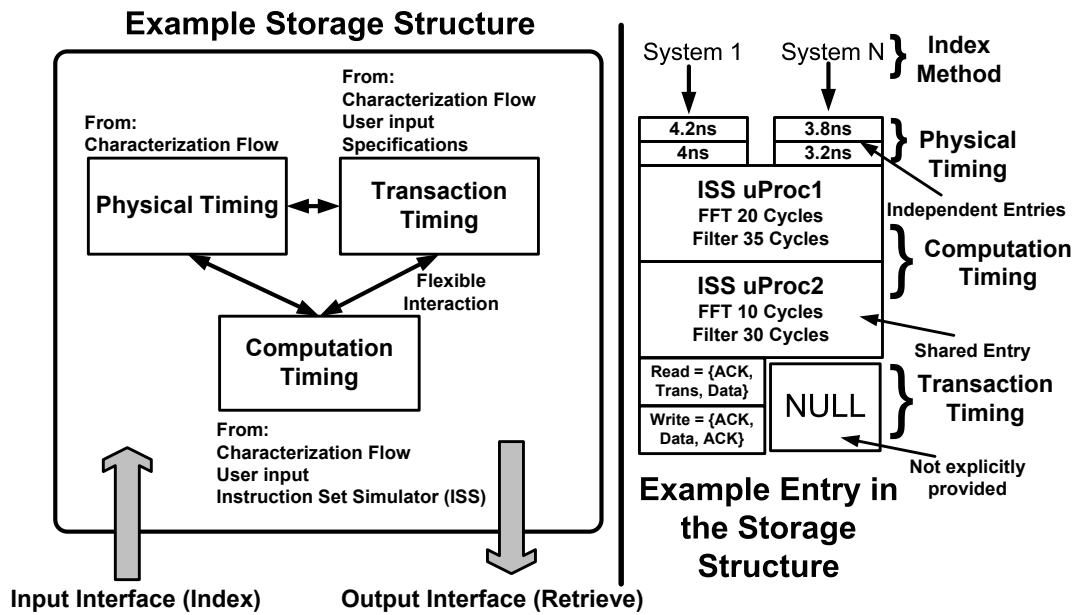 Example Storage Structure
From:
Characterization Flow
From:
Characterization Flow
User input
Specifications
Physical Timing
Transaction
Timing
Flexible
Interaction
Computation
Timing
From:
Characterization Flow
User input
Instruction Set Simulator (ISS)
Input Interface (Index)
Output Interface (Retrieve)
System 1
System N
Index
Method
4.2ns
4ns
3.8ns
3.2ns
Physical
Timing
Independent Entries
ISS uProc1
FFT 20 Cycles
Filter 35 Cycles
Computation
Timing
ISS uProc2
FFT 10 Cycles
Filter 30 Cycles
Shared Entry
Read = {ACK,
Trans, Data}
Write = {ACK,
Data, ACK}
NULL
Transaction
Timing
Not explicitly
provided
Example Entry in
the Storage
Structure